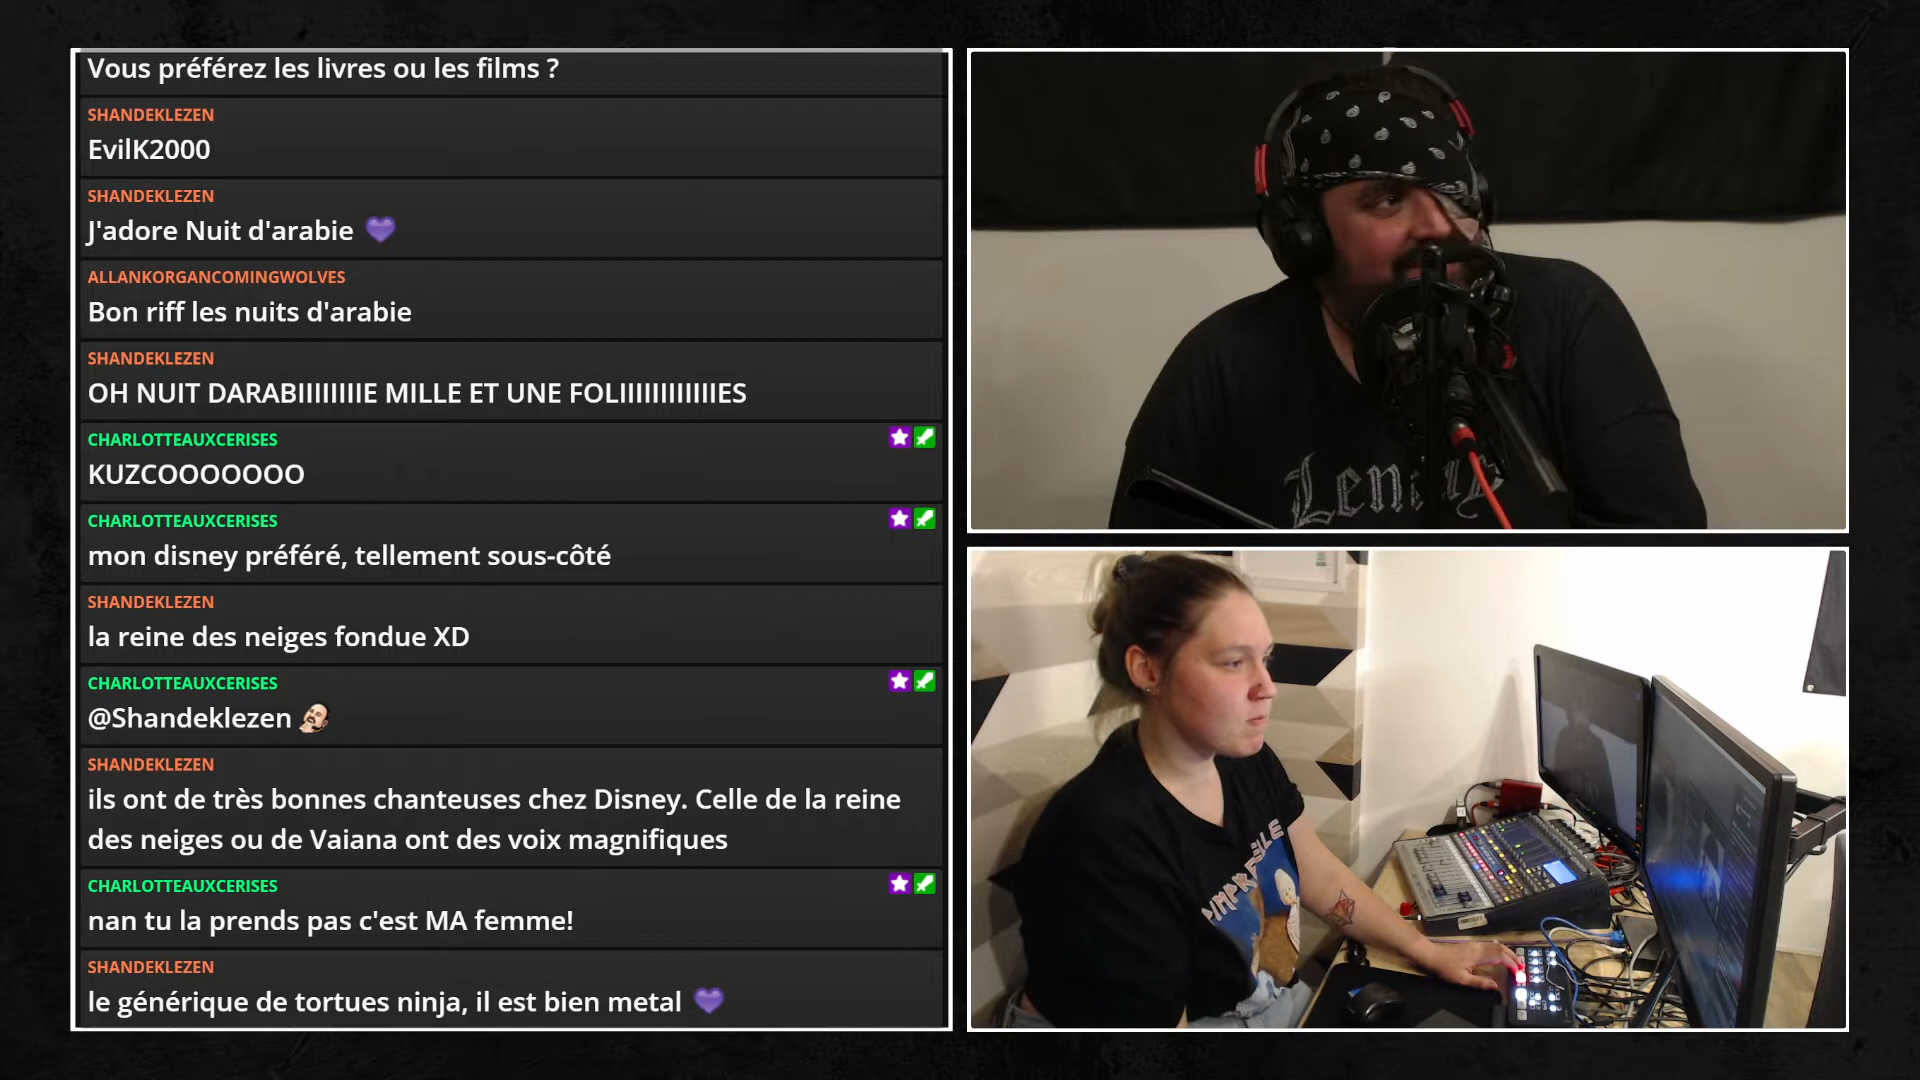 Vous préférez les livres ou les films ?
SHANDEKLEZEN
EvilK2000
SHANDEKLEZEN
J'adore Nuit d'arabie
ALLANKORGANCOMINGWOLVES
Bon riff les nuits d'arabie
SHANDEKLEZEN
OH NUIT DARABIIIIIIIIE MILLE ET UNE FOLIIIIIIIIIIIIES
CHARLOTTEAUXCERISES
KUZCOOOOOOO
CHARLOTTEAUXCERISES
mon disney préféré, tellement sous-côté
SHANDEKLEZEN
la reine des neiges fondue XD
CHARLOTTEAUXCERISES
@Shandeklezen
SHANDEKLEZEN
ils ont de très bonnes chanteuses chez Disney. Celle de la reine
des neiges ou de Vaiana ont des voix magnifiques
CHARLOTTEAUXCERISES
nan tu la prends pas c'est MA femme!
SHANDEKLEZEN
le générique de tortues ninja, il est bien metal